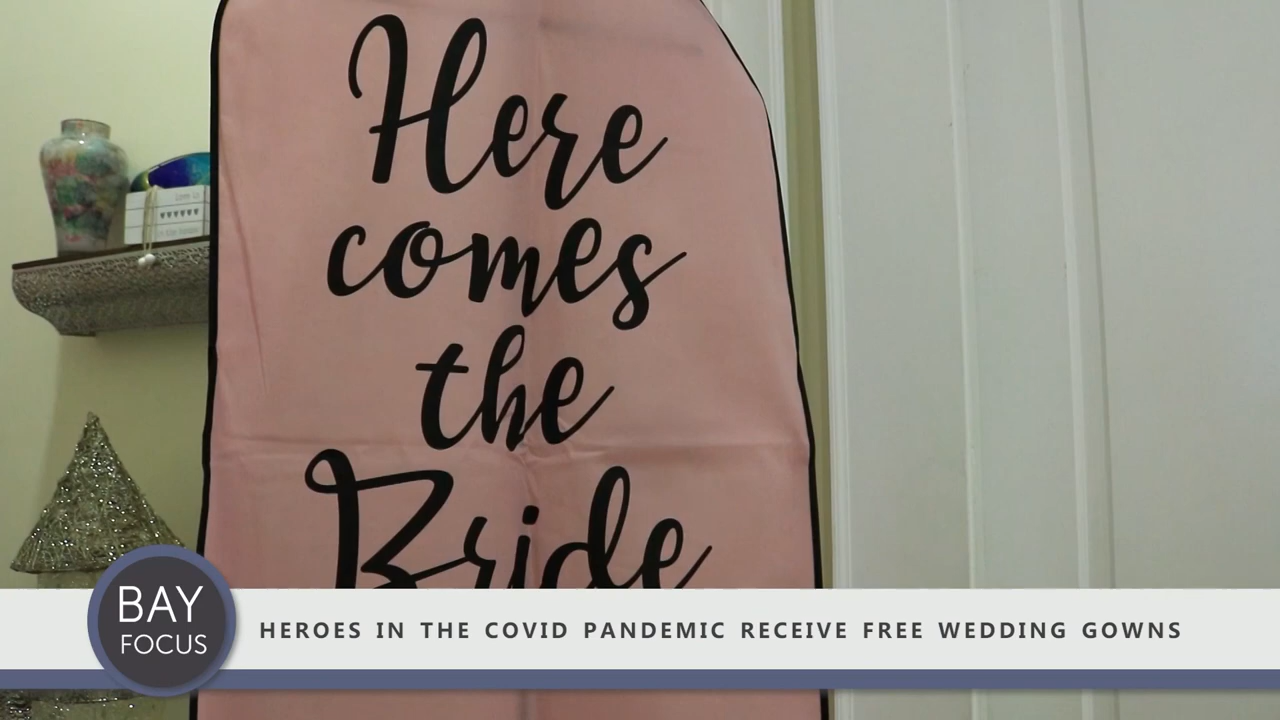 Here
comes
the
Bride
BAY
FOCUS
HEROES IN THE COVID PANDEMIC RECEIVE FREE WEDDING GOWNS